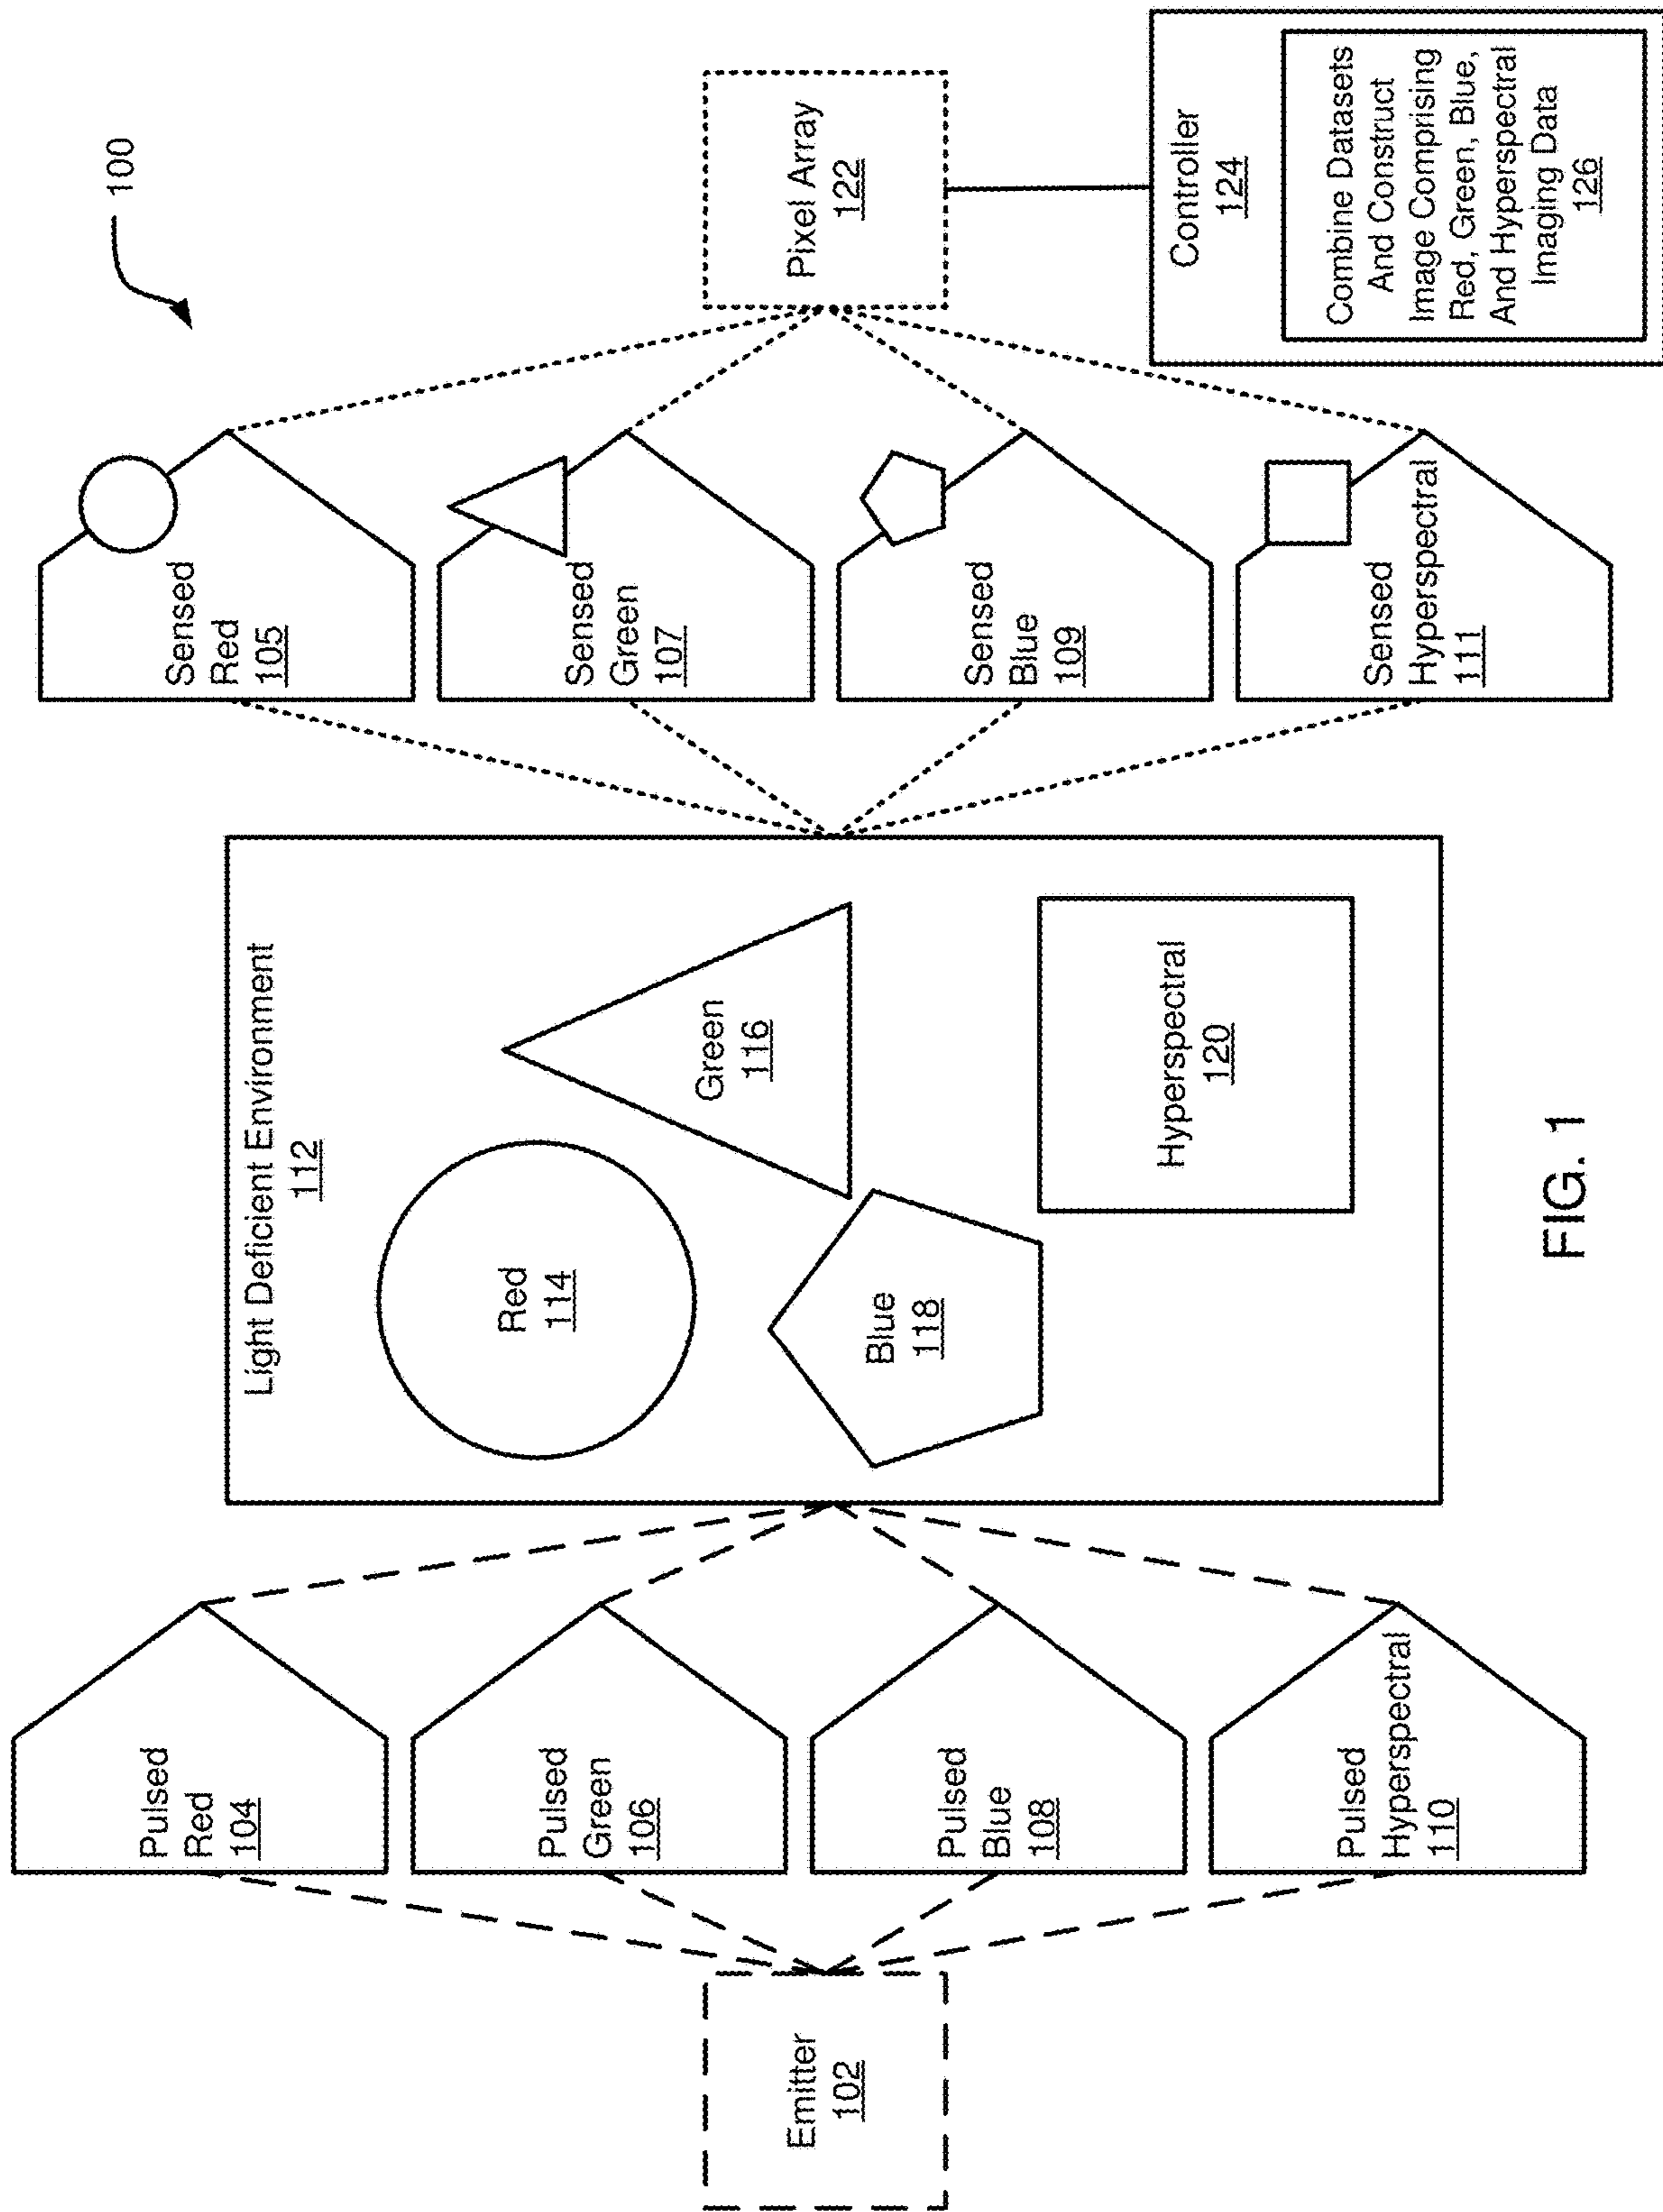 100
Emitter
102
Pulsed
Red
104
Pulsed
Green
106
Pulsed
Blue
108
Pulsed
Hyperspectral
110
Light Deficient Environment
112
Red
114
Green
116
Blue
118
Hyperspectral
120
Sensed
Red
105
Sensed
Green
107
Sensed
Blue
109
Sensed
Hyperspectral
111
Pixel Array
122
Controller
124
Combine Datasets
And Construct
Image Comprising
Red, Green, Blue,
And Hyperspectral
Imaging Data
126
FIG. 1